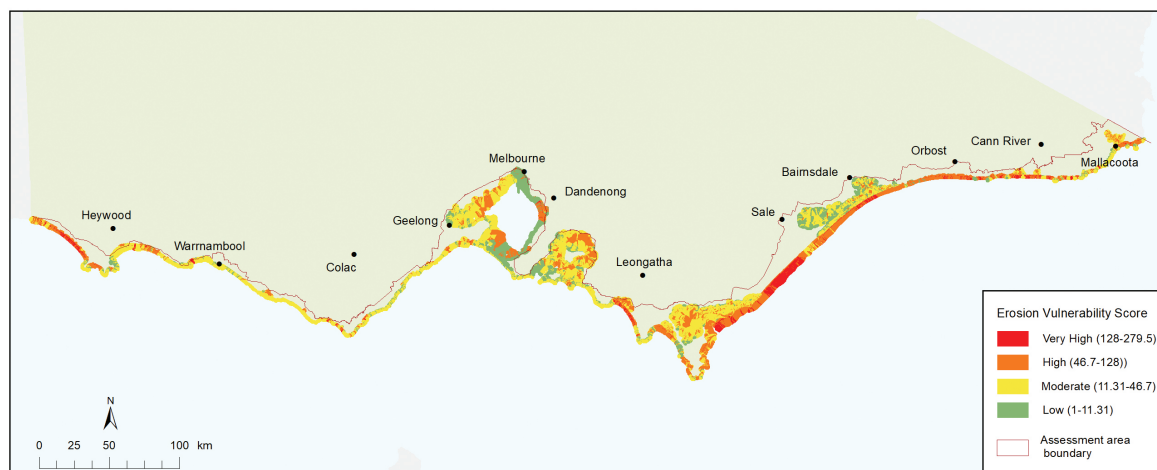 Melbourne
Dandenong
Geelong
Heywood
Warrnambool
Colac
Leongatha
Sale
Bairnsdale
Orbost
Cann River
Mallacoota
N
0 25 50 100 km
Erosion Vulnerability Score
Very High (128-279.5)
High (46.7-128))
Moderate (11.31-46.7)
Low (1-11.31)
Assessment area
boundary